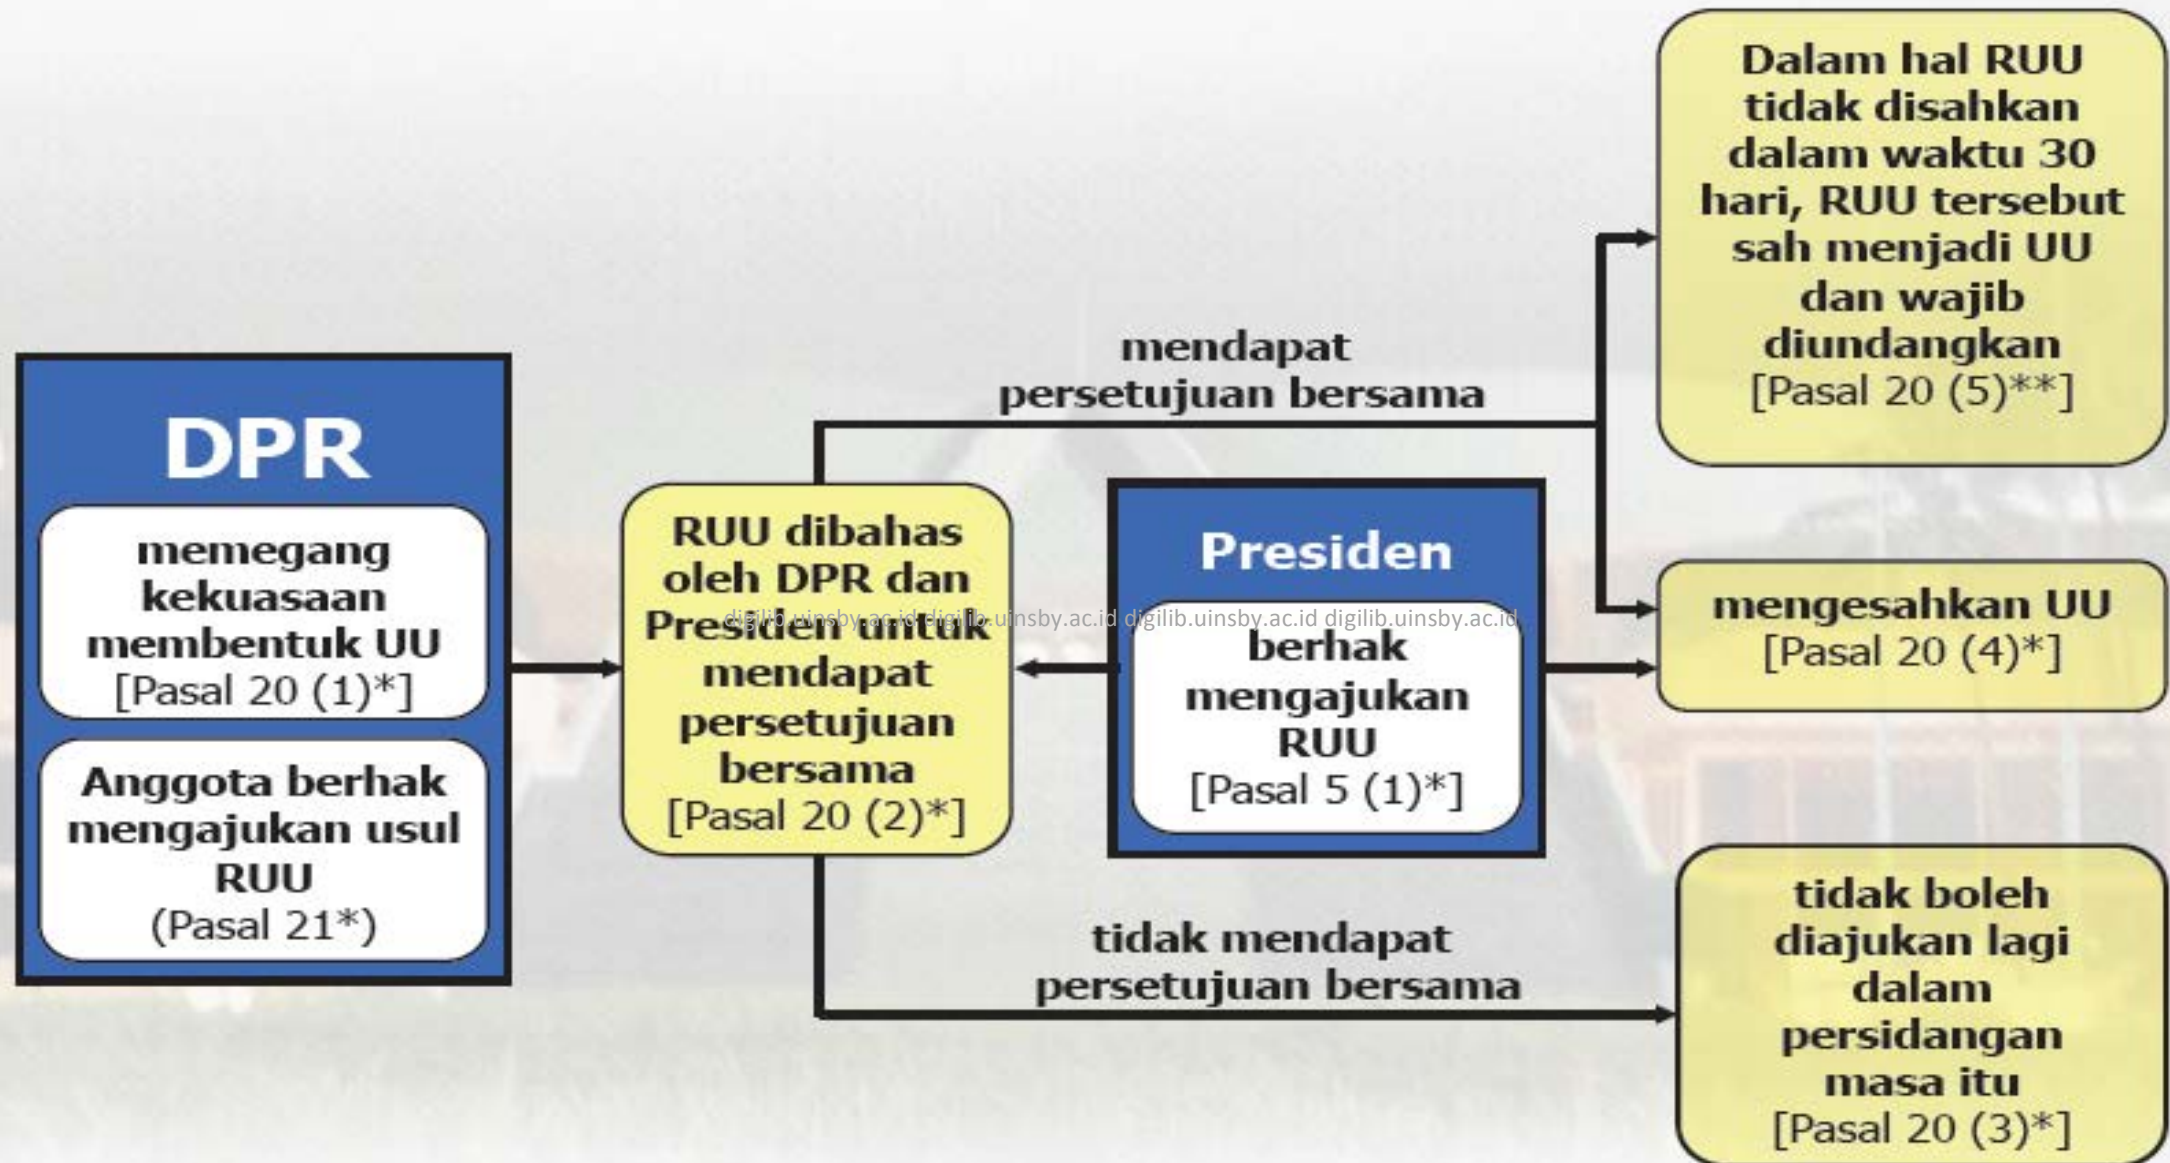 DPR
memegang
kekuasaan
membentuk UU
[Pasal 20 (1)*]
Anggota berhak
mengajukan usul
RUU
(Pasal 21*)
RUU dibahas
oleh DPR dan
Presiden untuk
mendapat
persetujuan
bersama
[Pasal 20 (2)*]
mendapat
persetujuan bersama
Presiden
digilib.uinsby.ac.id digilib.uinsby.ac.id digilib.uinsby.ac.id digilib.uinsby.ac.id
berhak
mengajukan
RUU
[Pasal 5 (1)*]
tidak mendapat
persetujuan bersama
Dalam hal RUU
tidak disahkan
dalam waktu 30
hari, RUU tersebut
sah menjadi UU
dan wajib
diundangkan
[Pasal 20 (5)**]
mengesahkan UU
[Pasal 20 (4)*]
tidak boleh
diajukan lagi
dalam
persidangan
masa itu
[Pasal 20 (3)*]